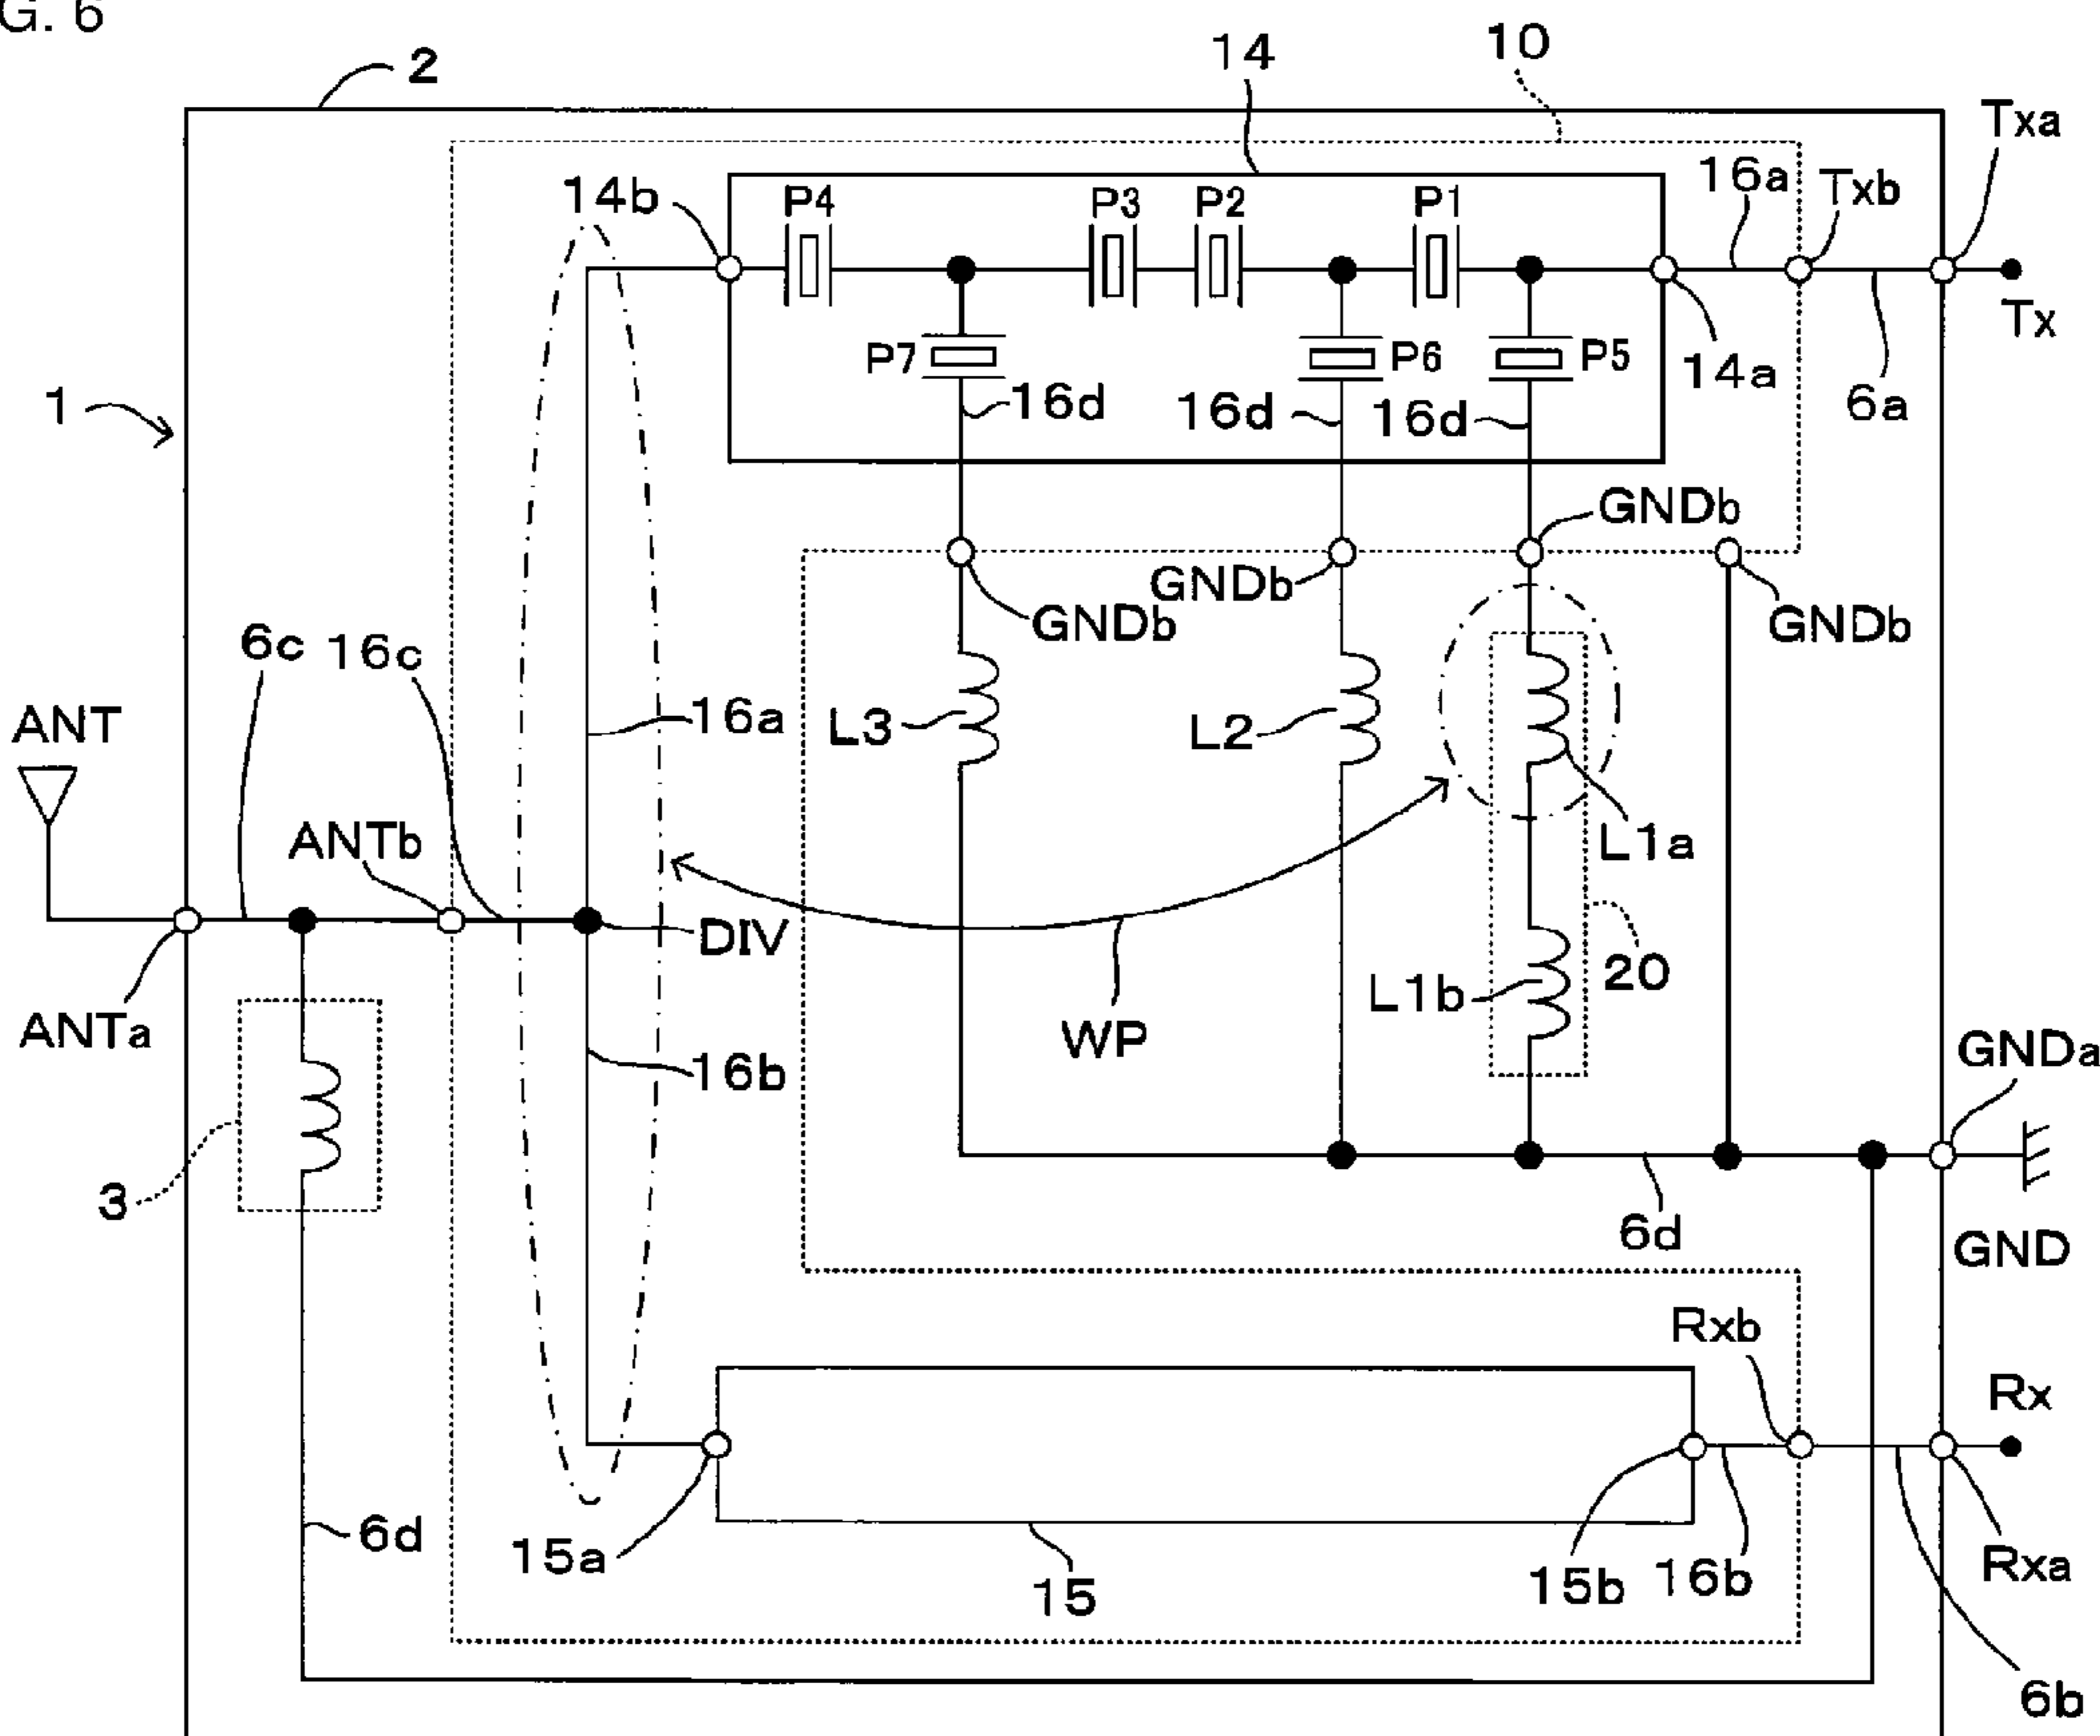 G. 6
2
14
10
Txa
14b
P4
P3
P2
P1
16a
Txb
Tx
P7
P6
P5
14a
6a
16d
16d
16d
1
GNDb
GNDb
GNDb
GNDb
6c
16c
ANT
16a
L3
L2
L1a
ANTb
DIV
20
L1b
ANTa
WP
16b
GNDa
3
6d
GND
Rxb
Rx
6d
15a
15
15b
16b
Rxa
6b